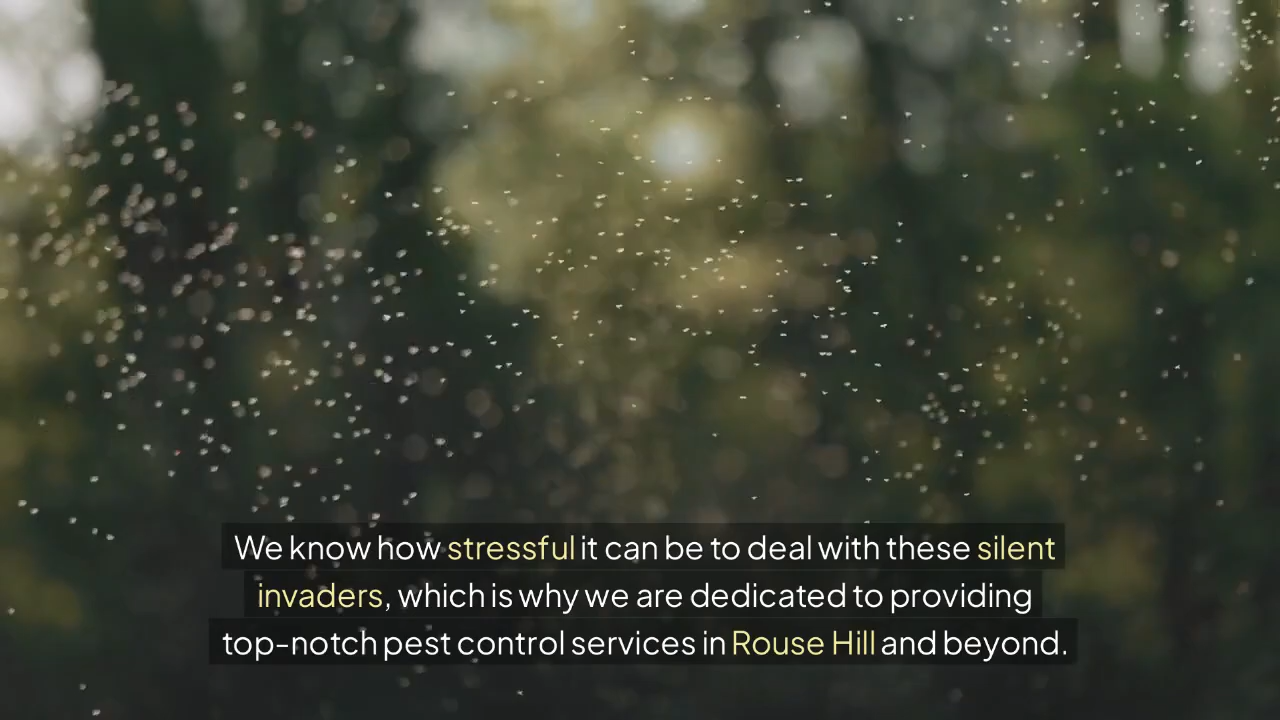 We know how stressful it can be to deal with these silent
invaders, which is why we are dedicated to providing
top-notch pest control services in Rouse Hill and beyond.